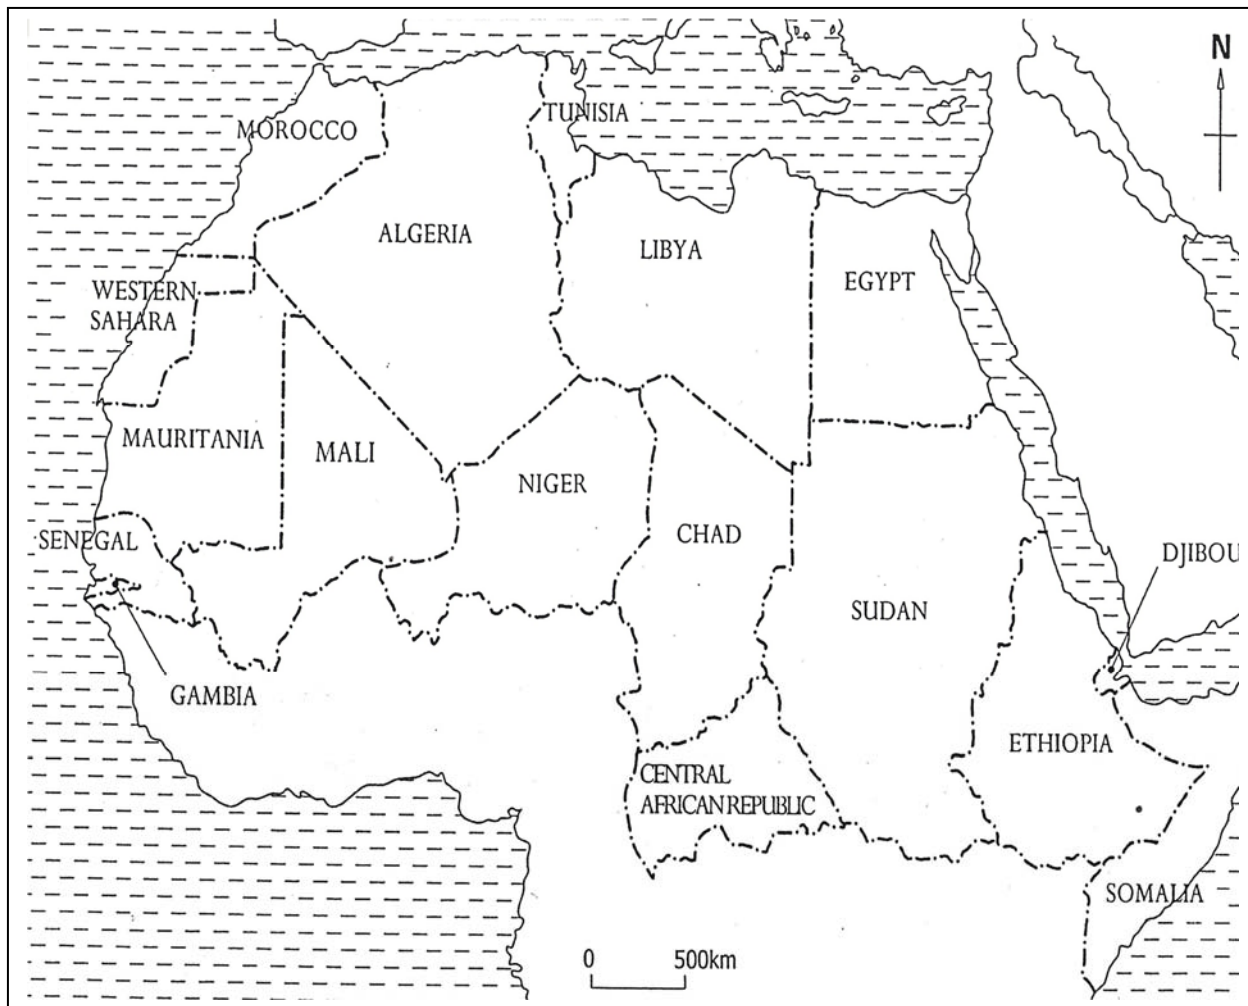 N
TUNISIA
MOROCCO
ALGERIA
LIBYA
EGYPT
WESTERN
SAHARA
MAURITANIA
MALI
NIGER
CHAD
SENEGAL
DJIBOU
SUDAN
GAMBIA
ETHIOPIA
CENTRAL
AFRICAN REPUBLIC
SOMALIA
0 500km